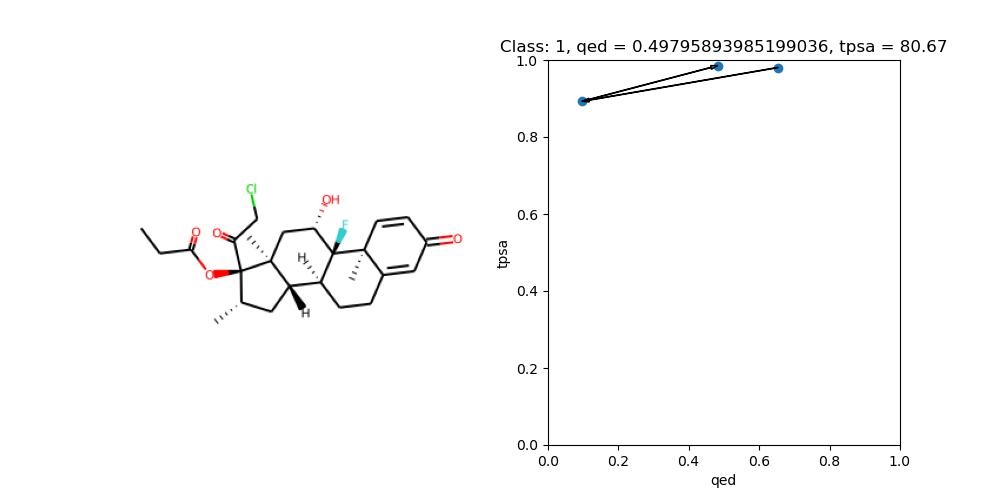 Class: 1, qed = 0.49795893985199036, tpsa = 80.67
1.0
0.8
0.6
0.4
0.2
0.0
tpsa
0.0 0.2 0.4 0.6 0.8 1.0
qed
Cl
OH
F
O
O
H
O
O
H